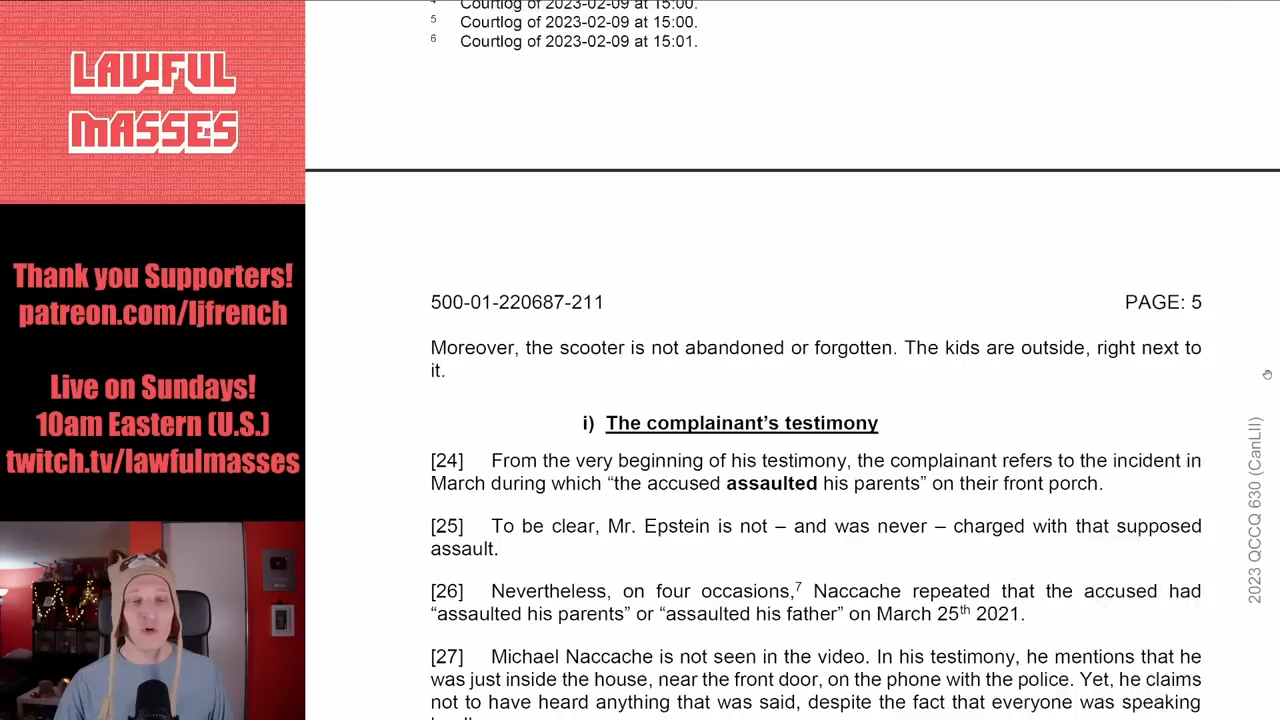 LAWFUL
MASSES
Thank you Supporters!
patreon.com/ljfrench
Live on Sundays!
10am Eastern (U.S.)
twitch.tv/lawfulmasses
4 Courtlog of 2023-02-09 at 15:00.
5 Courtlog of 2023-02-09 at 15:00.
6 Courtlog of 2023-02-09 at 15:01.
500-01-220687-211 PAGE: 5
Moreover, the scooter is not abandoned or forgotten. The kids are outside, right next to
it.
i) The complainant’s testimony
[24] From the very beginning of his testimony, the complainant refers to the incident in
March during which “the accused assaulted his parents” on their front porch.
[25] To be clear, Mr. Epstein is not – and was never – charged with that supposed
assault.
[26] Nevertheless, on four occasions,7 Naccache repeated that the accused had
“assaulted his parents” or “assaulted his father” on March 25th 2021.
[27] Michael Naccache is not seen in the video. In his testimony, he mentions that he
was just inside the house, near the front door, on the phone with the police. Yet, he claims
not to have heard anything that was said, despite the fact that everyone was speaking
2023 QCCQ 630 (CanLII)